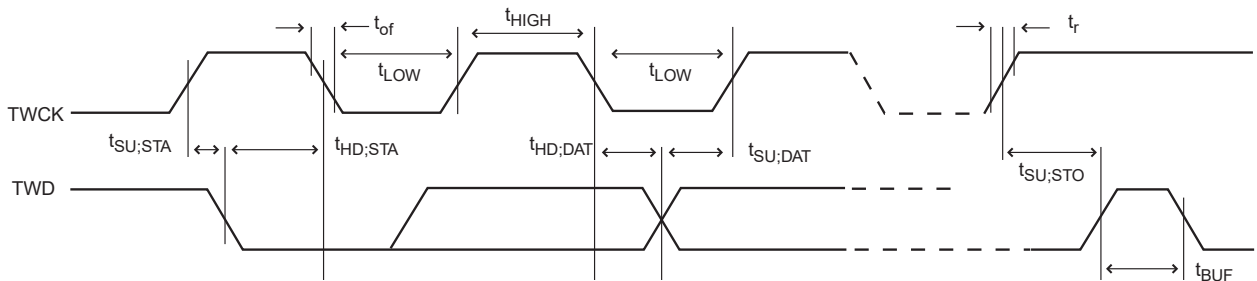 t_of
t_HIGH
t_r
t_LOW
t_LOW
TWCK
t_SU;STA
t_HD;STA
t_HD;DAT
t_SU;DAT
t_SU;STO
TWD
t_BUF